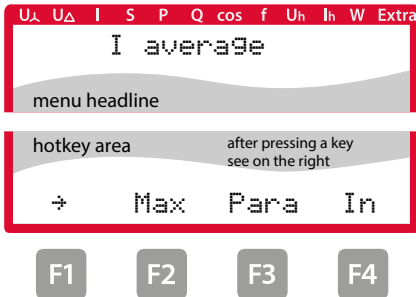 U⅄ U△ I S P Q cos f Uh Ih W Extra
I average
menu headline
hotkey area
after pressing a key
see on the right
→ Max Para In
F1 F2 F3 F4